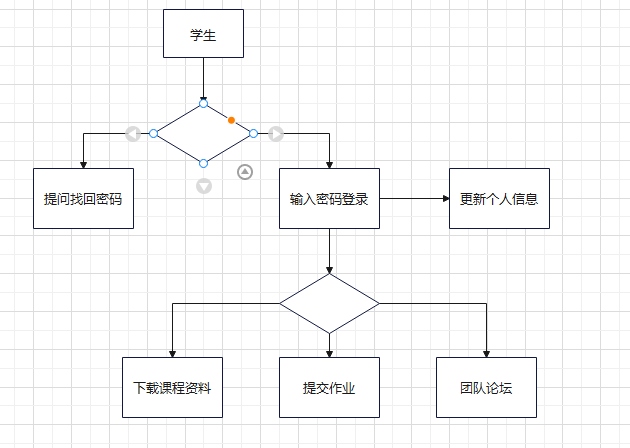 学生
提问找回密码
输入密码登录
更新个人信息
下载课程资料
提交作业
团队论坛